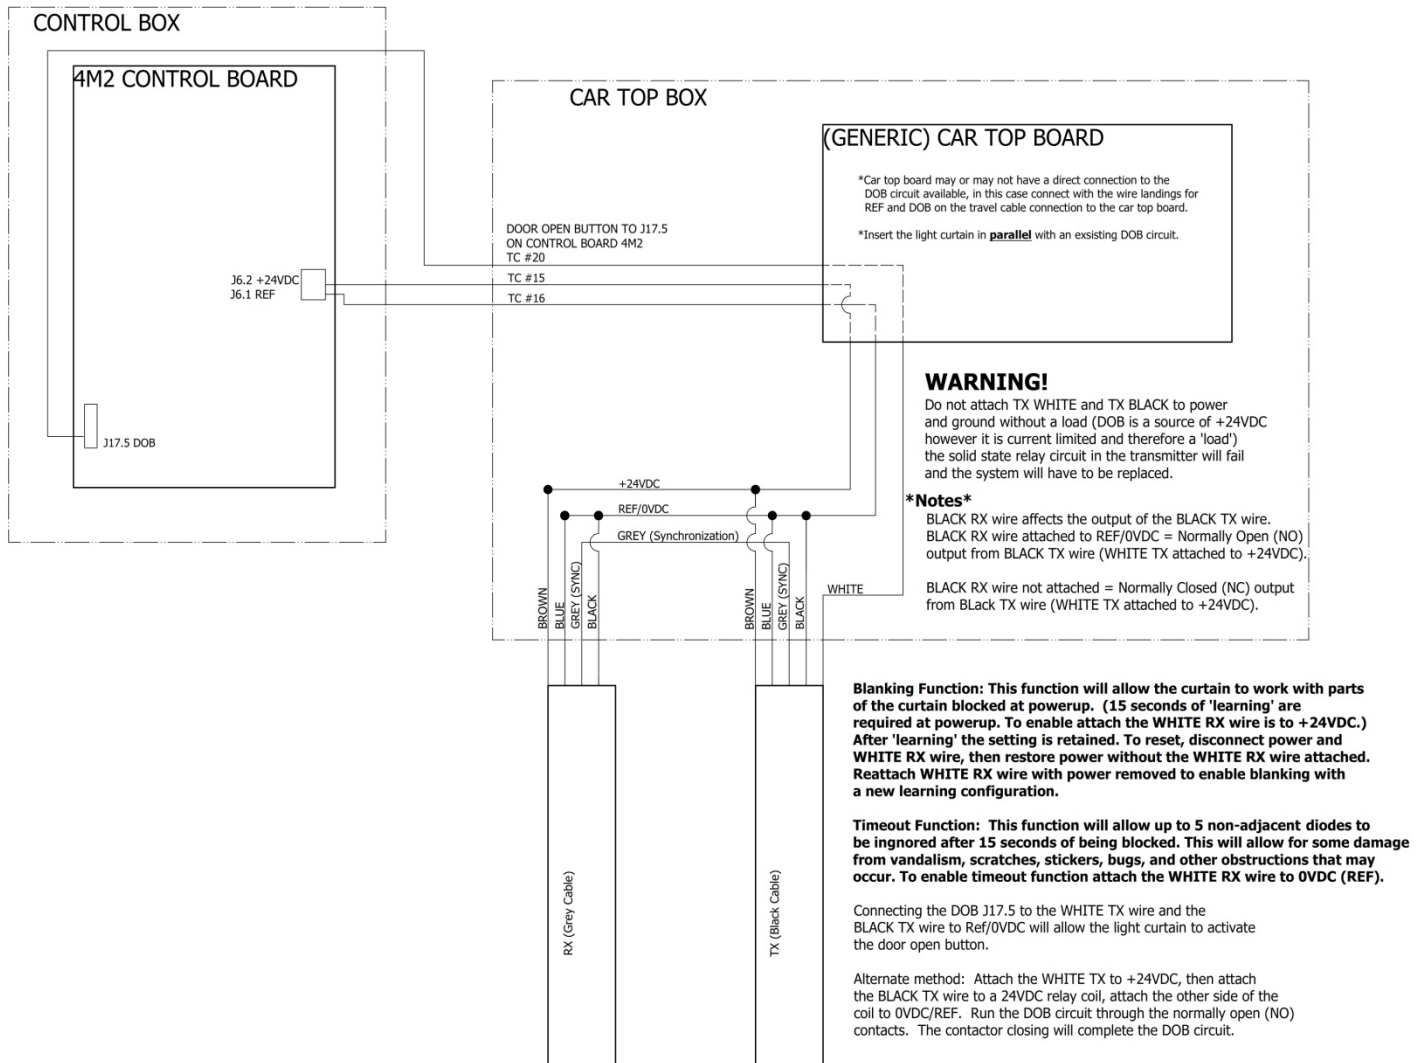 CONTROL BOX
4M2 CONTROL BOARD
J6.2 +24VDC
J6.1 REF
J17.5 DOB
CAR TOP BOX
(GENERIC) CAR TOP BOARD
*Car top board may or may not have a direct connection to the
DOB circuit available, in this case connect with the wire landings for
REF and DOB on the travel cable connection to the car top board.
*Insert the light curtain in parallel with an exsisting DOB circuit.
DOOR OPEN BUTTON TO J17.5
ON CONTROL BOARD 4M2
TC #20
TC #15
TC #16
WARNING!
Do not attach TX WHITE and TX BLACK to power
and ground without a load (DOB is a source of +24VDC
however it is current limited and therefore a 'load')
the solid state relay circuit in the transmitter will fail
and the system will have to be replaced.
*Notes*
BLACK RX wire affects the output of the BLACK TX wire.
BLACK RX wire attached to REF/0VDC = Normally Open (NO)
output from BLACK TX wire (WHITE TX attached to +24VDC).
BLACK RX wire not attached = Normally Closed (NC) output
from BLack TX wire (WHITE TX attached to +24VDC).
+24VDC
REF/0VDC
GREY (Synchronization)
BROWN
BLUE
GREY (SYNC)
BLACK
BROWN
BLUE
GREY (SYNC)
BLACK
WHITE
RX (Grey Cable)
TX (Black Cable)
Blanking Function: This function will allow the curtain to work with parts
of the curtain blocked at powerup. (15 seconds of 'learning' are
required at powerup. To enable attach the WHITE RX wire is to +24VDC.)
After 'learning' the setting is retained. To reset, disconnect power and
WHITE RX wire, then restore power without the WHITE RX wire attached.
Reattach WHITE RX wire with power removed to enable blanking with
a new learning configuration.
Timeout Function: This function will allow up to 5 non-adjacent diodes to
be ingnored after 15 seconds of being blocked. This will allow for some damage
from vandalism, scratches, stickers, bugs, and other obstructions that may
occur. To enable timeout function attach the WHITE RX wire to 0VDC (REF).
Connecting the DOB J17.5 to the WHITE TX wire and the
BLACK TX wire to Ref/0VDC will allow the light curtain to activate
the door open button.
Alternate method: Attach the WHITE TX to +24VDC, then attach
the BLACK TX wire to a 24VDC relay coil, attach the other side of the
coil to 0VDC/REF. Run the DOB circuit through the normally open (NO)
contacts. The contactor closing will complete the DOB circuit.